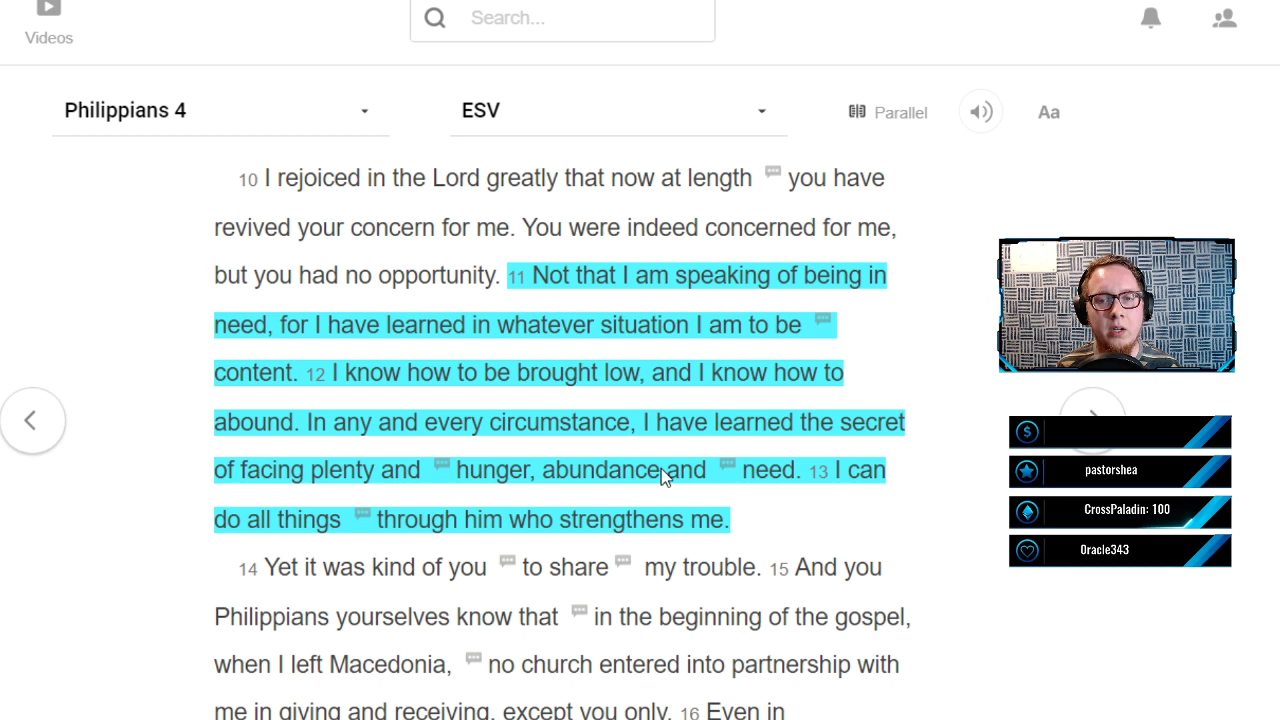 Videos
Search...
Philippians 4
ESV
Parallel
Aa
10 I rejoiced in the Lord greatly that now at length you have
revived your concern for me. You were indeed concerned for me,
but you had no opportunity. 11 Not that I am speaking of being in
need, for I have learned in whatever situation I am to be
content. 12 I know how to be brought low, and I know how to
abound. In any and every circumstance, I have learned the secret
of facing plenty and hunger, abundance and need. 13 I can
do all things through him who strengthens me.
14 Yet it was kind of you to share my trouble. 15 And you
Philippians yourselves know that in the beginning of the gospel,
when I left Macedonia, no church entered into partnership with
me in giving and receiving, except you only. 16 Even in
$
pastorshea
CrossPaladin: 100
Oracle343